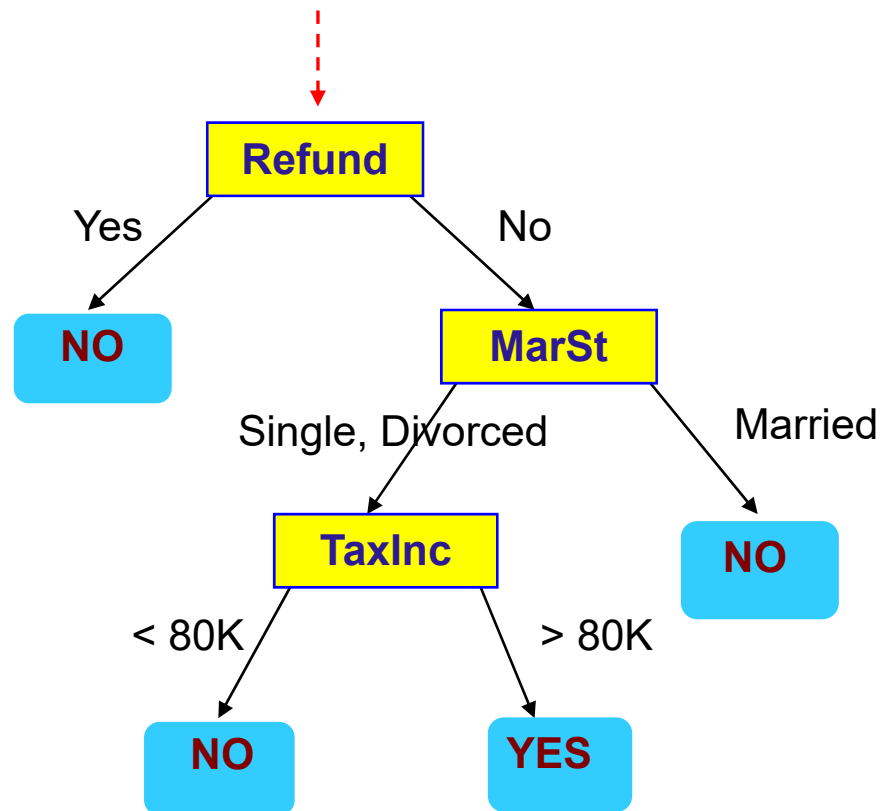 Refund
Yes
No
NO
MarSt
Single, Divorced
Married
TaxInc
NO
< 80K
> 80K
NO
YES